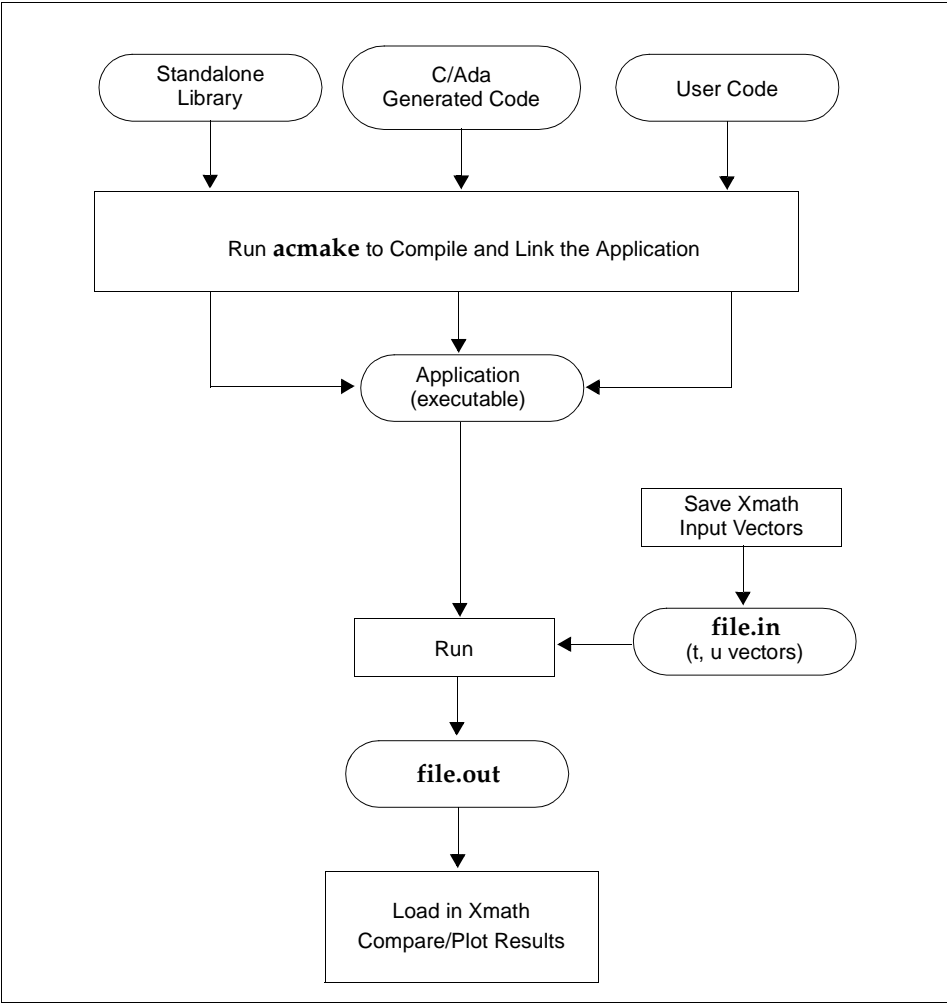 Standalone
Library
C/Ada
Generated Code
User Code
Run acmake to Compile and Link the Application
Application
(executable)
Save Xmath
Input Vectors
file.in
(t, u vectors)
Run
file.out
Load in Xmath
Compare/Plot Results